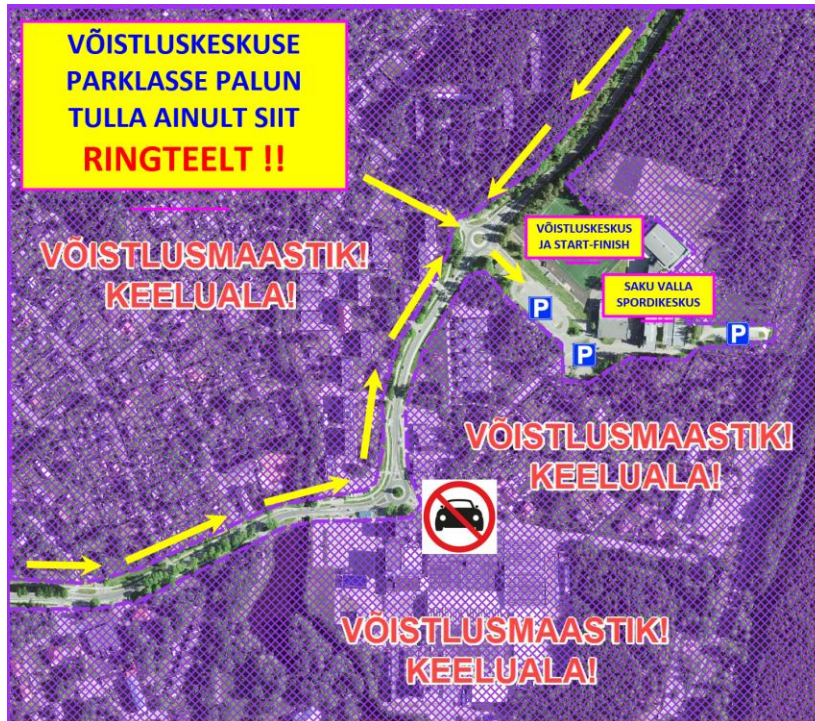 VÕISTLUSKESKUSE
PARKLASSE PALUN
TULLA AINULT SIIT
RINGTEELT !!
VÕISTLUSKESKUS
JA START-FINISH
VÕISTLUSMAASTIK!
KEELUALA!
SAKU VALLA
SPORDIKESKUS
P
P
P
VÕISTLUSMAASTIK!
KEELUALA!
VÕISTLUSMAASTIK!
KEELUALA!